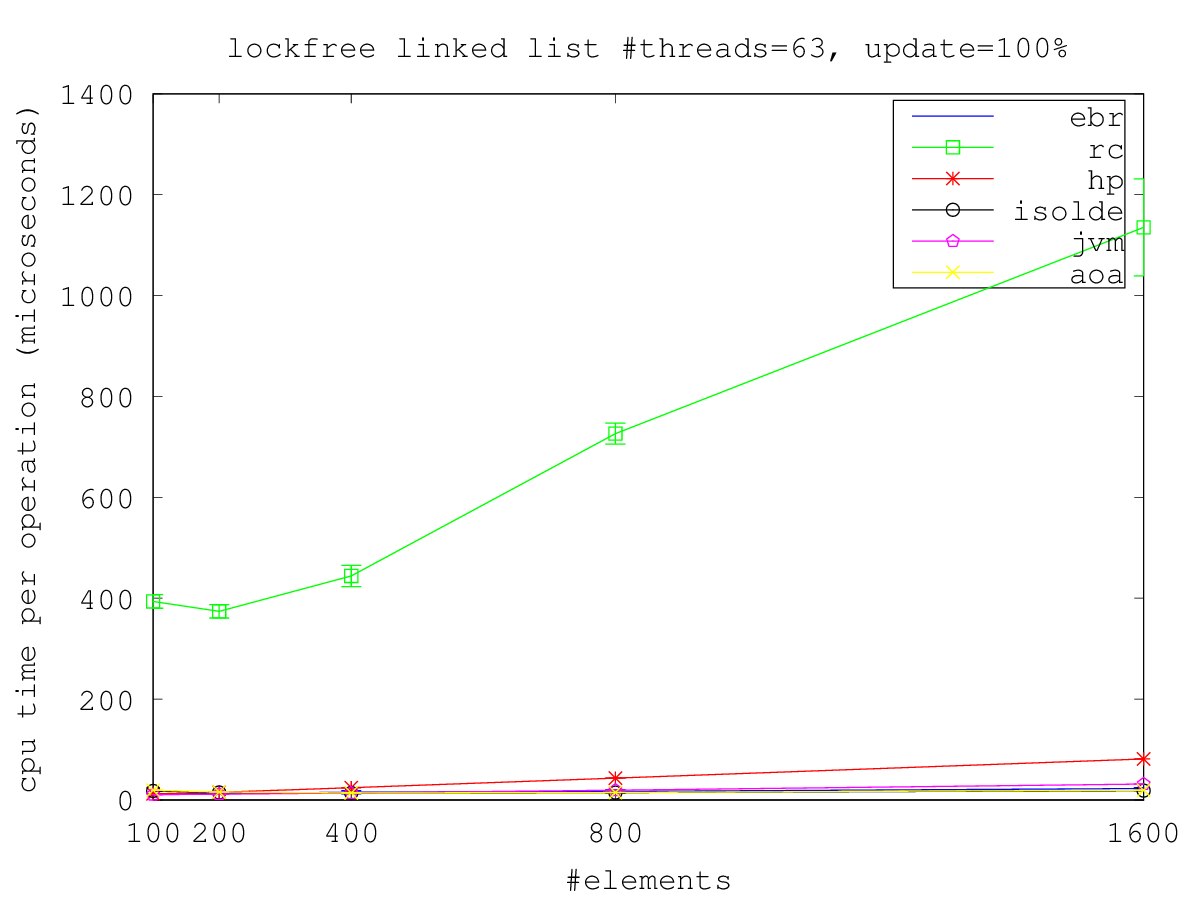 lockfree linked list #threads=63, update=100%
cpu time per operation (microseconds)
1400
1200
1000
800
600
400
200
0
ebr
rc
hp
isolde
jvm
aoa
100 200 400 800 1600
#elements